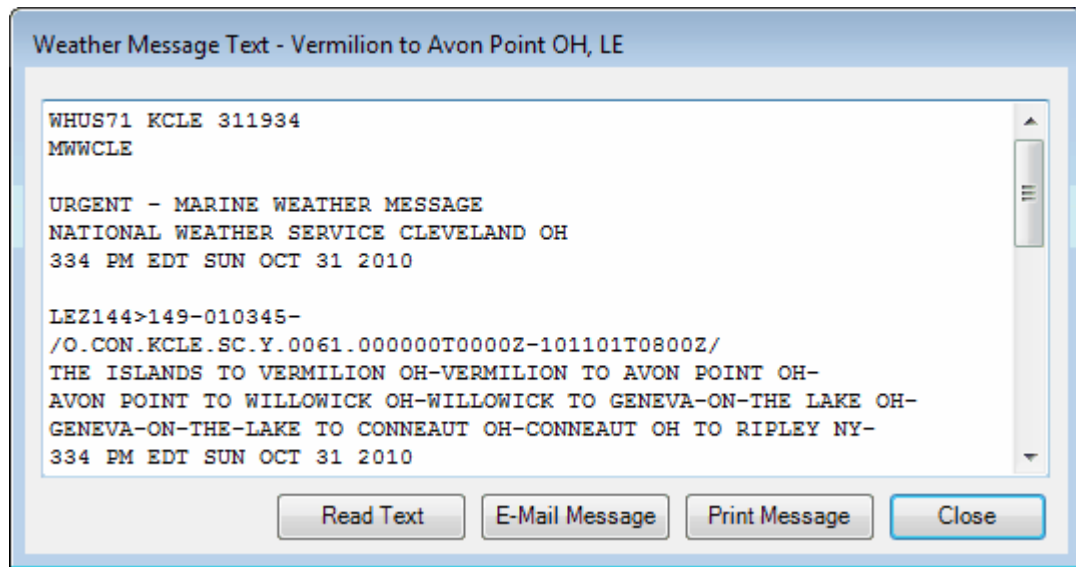 Weather Message Text - Vermilion to Avon Point OH, LE
WHUS71 KCLE 311934
MWWCLE
URGENT - MARINE WEATHER MESSAGE
NATIONAL WEATHER SERVICE CLEVELAND OH
334 PM EDT SUN OCT 31 2010
LEZ144>149-010345-
/O.CON.KCLE.SC.Y.0061.000000T0000Z-101101T0800Z/
THE ISLANDS TO VERMILION OH-VERMILION TO AVON POINT OH-
AVON POINT TO WILLOWICK OH-WILLOWICK TO GENEVA-ON-THE LAKE OH-
GENEVA-ON-THE-LAKE TO CONNEAUT OH-CONNEAUT OH TO RIPLEY NY-
334 PM EDT SUN OCT 31 2010
Read Text E-Mail Message Print Message Close